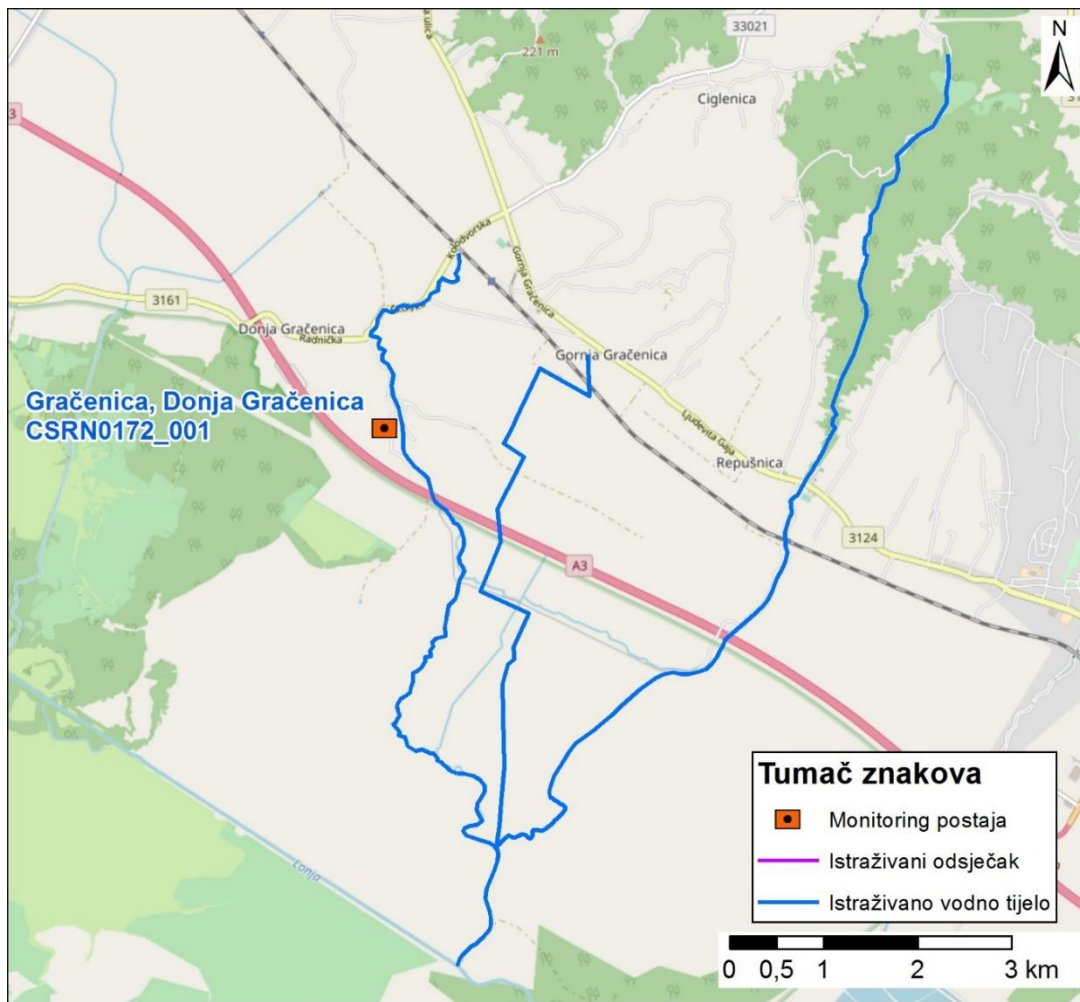 33021
N
221 m
Ciglenica
Kolodvorska
3161
Donja Gračenica
Radnička
Gornja Gračenica
Gornja Gračenica
Gračenica, Donja Gračenica
CSRN0172_001
Ljudevita Gaja
Repušnica
3124
A3
Lonja
Tumač znakova
Monitoring postaja
Istraživani odsječak
Istraživano vodno tijelo
0 0,5 1 2 3 km